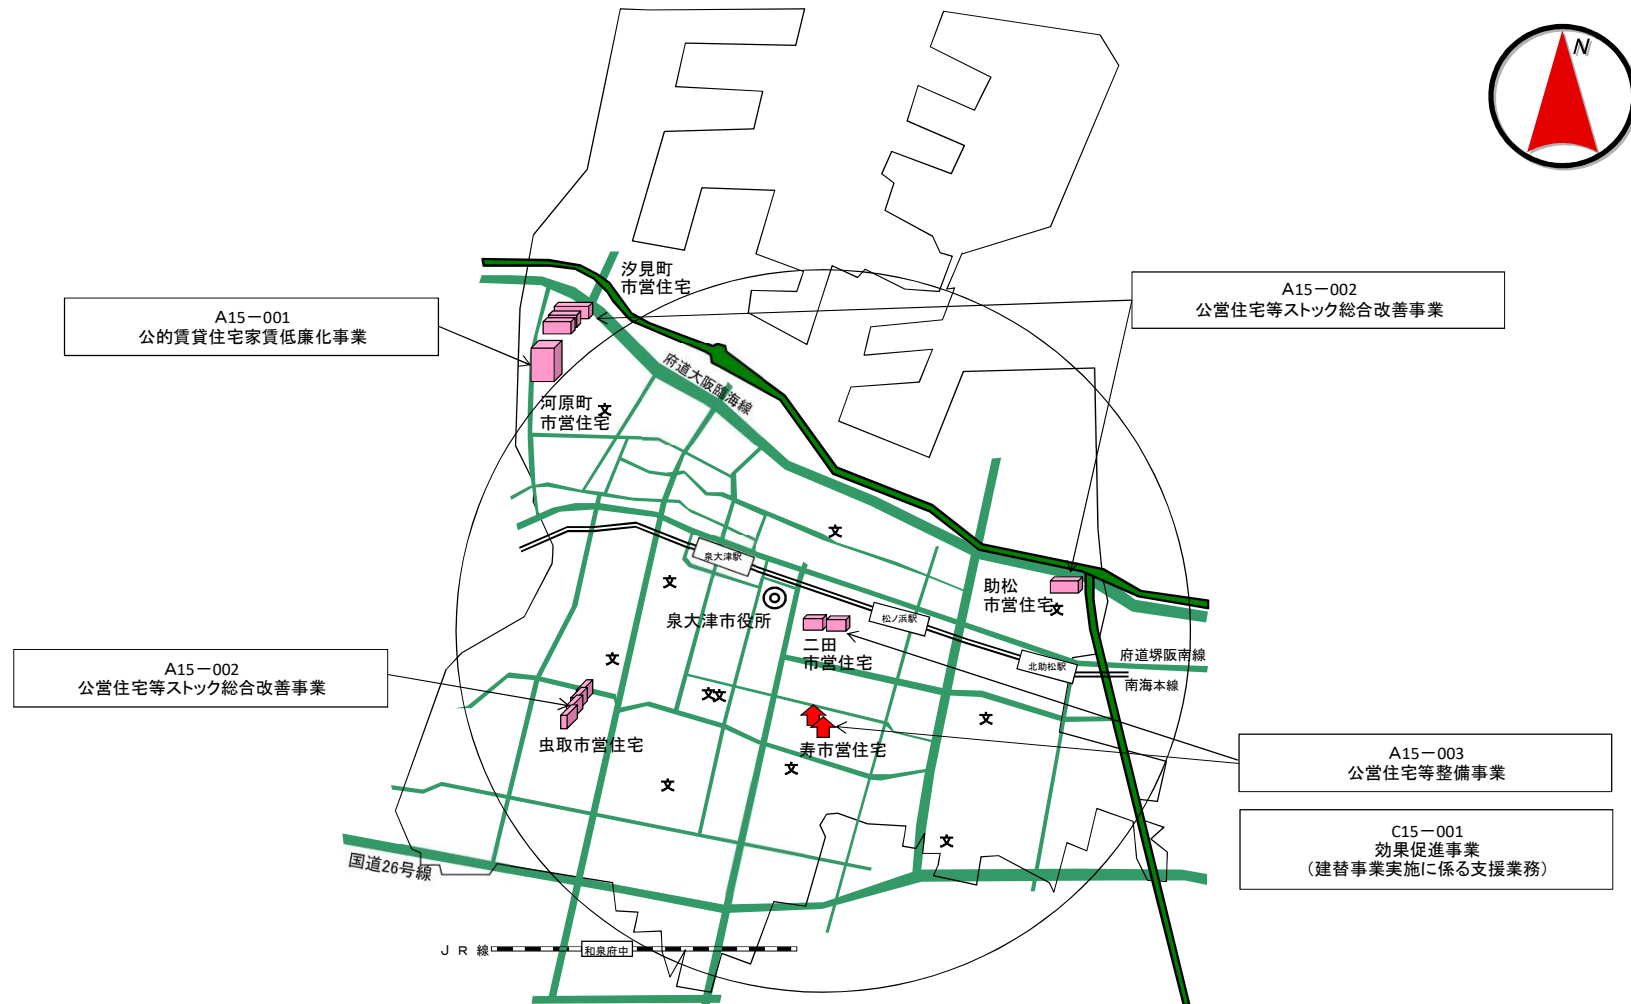 N
汐見町
市営住宅
A15－002
公営住宅等ストック総合改善事業
A15－001
公的賃貸住宅家賃低廉化事業
府道大阪臨海線
河原町
市営住宅
文
文
泉大津駅
文
助松
市営住宅
文
泉大津市役所
松ノ浜駅
二田
市営住宅
北助松駅
府道堺阪南線
南海本線
文
A15－002
公営住宅等ストック総合改善事業
文文
文
虫取市営住宅
寿市営住宅
A15－003
公営住宅等整備事業
文
文
C15－001
効果促進事業
（建替事業実施に係る支援業務）
文
国道26号線
ＪＲ線
和泉府中